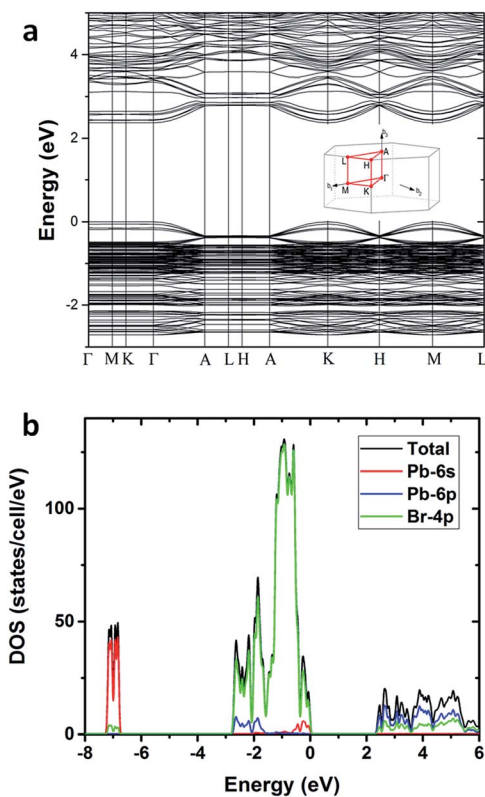 a
4
2
0
-2
Energy (eV)
b₃
A
L
H
Γ
M
K
b₁
b₂
Γ M K Γ A L H A K H M L
b
Total
Pb-6s
Pb-6p
Br-4p
100
50
0
DOS (states/cell/eV)
-8 -6 -4 -2 0 2 4 6
Energy (eV)